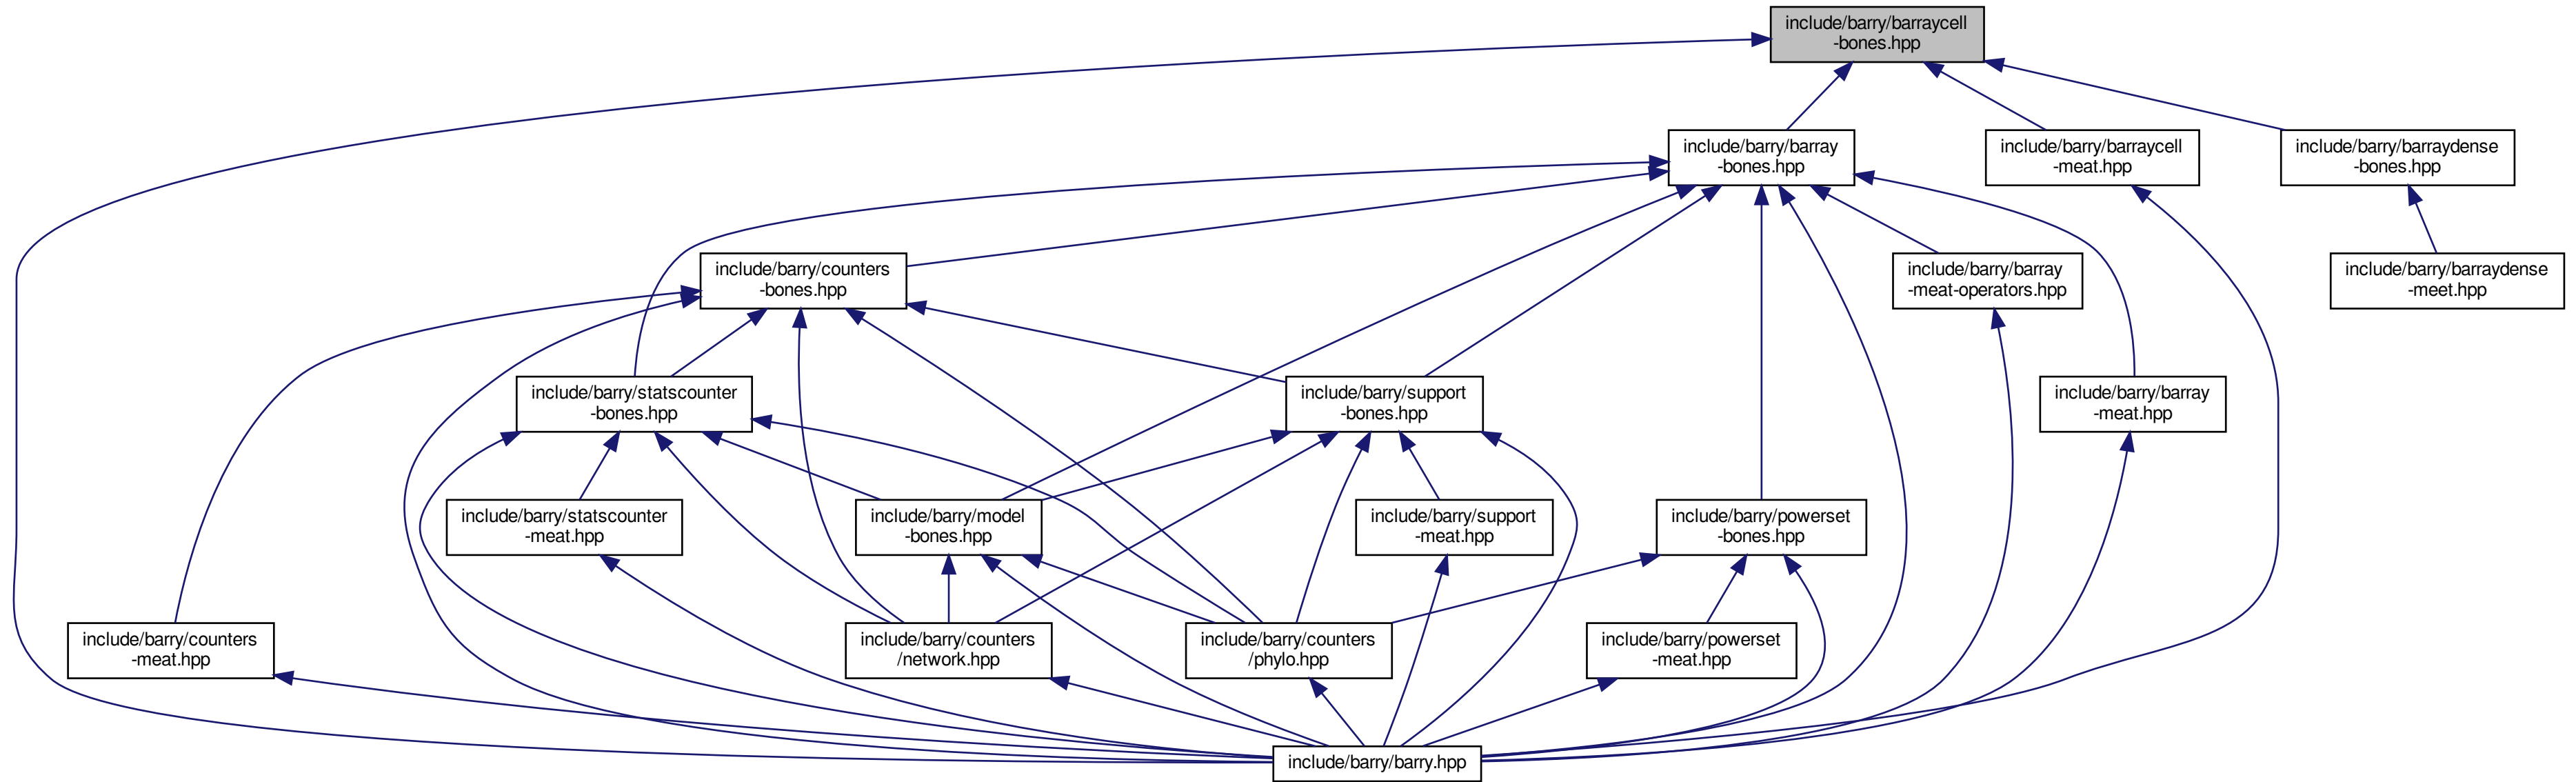 include/barry/barraycell
-bones.hpp
include/barry/barray
-bones.hpp
include/barry/barraycell
-meat.hpp
include/barry/barraydense
-bones.hpp
include/barry/counters
-bones.hpp
include/barry/barray
-meat-operators.hpp
include/barry/barraydense
-meet.hpp
include/barry/statscounter
-bones.hpp
include/barry/support
-bones.hpp
include/barry/barray
-meat.hpp
include/barry/statscounter
-meat.hpp
include/barry/model
-bones.hpp
include/barry/support
-meat.hpp
include/barry/powerset
-bones.hpp
include/barry/counters
-meat.hpp
include/barry/counters
/network.hpp
include/barry/counters
/phylo.hpp
include/barry/powerset
-meat.hpp
include/barry/barry.hpp